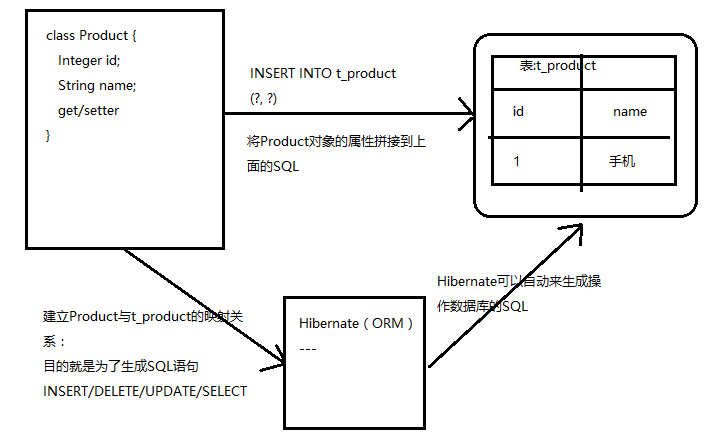 class Product {
Integer id;
String name;
get/setter
}
INSERT INTO t_product
(?, ?)
将Product对象的属性拼接到上
面的SQL
表:t_product
id name
1 手机
建立Product与t_product的映射关
系：
目的就是为了生成SQL语句
INSERT/DELETE/UPDATE/SELECT
Hibernate（ORM）
---
Hibernate可以自动来生成操
作数据库的SQL